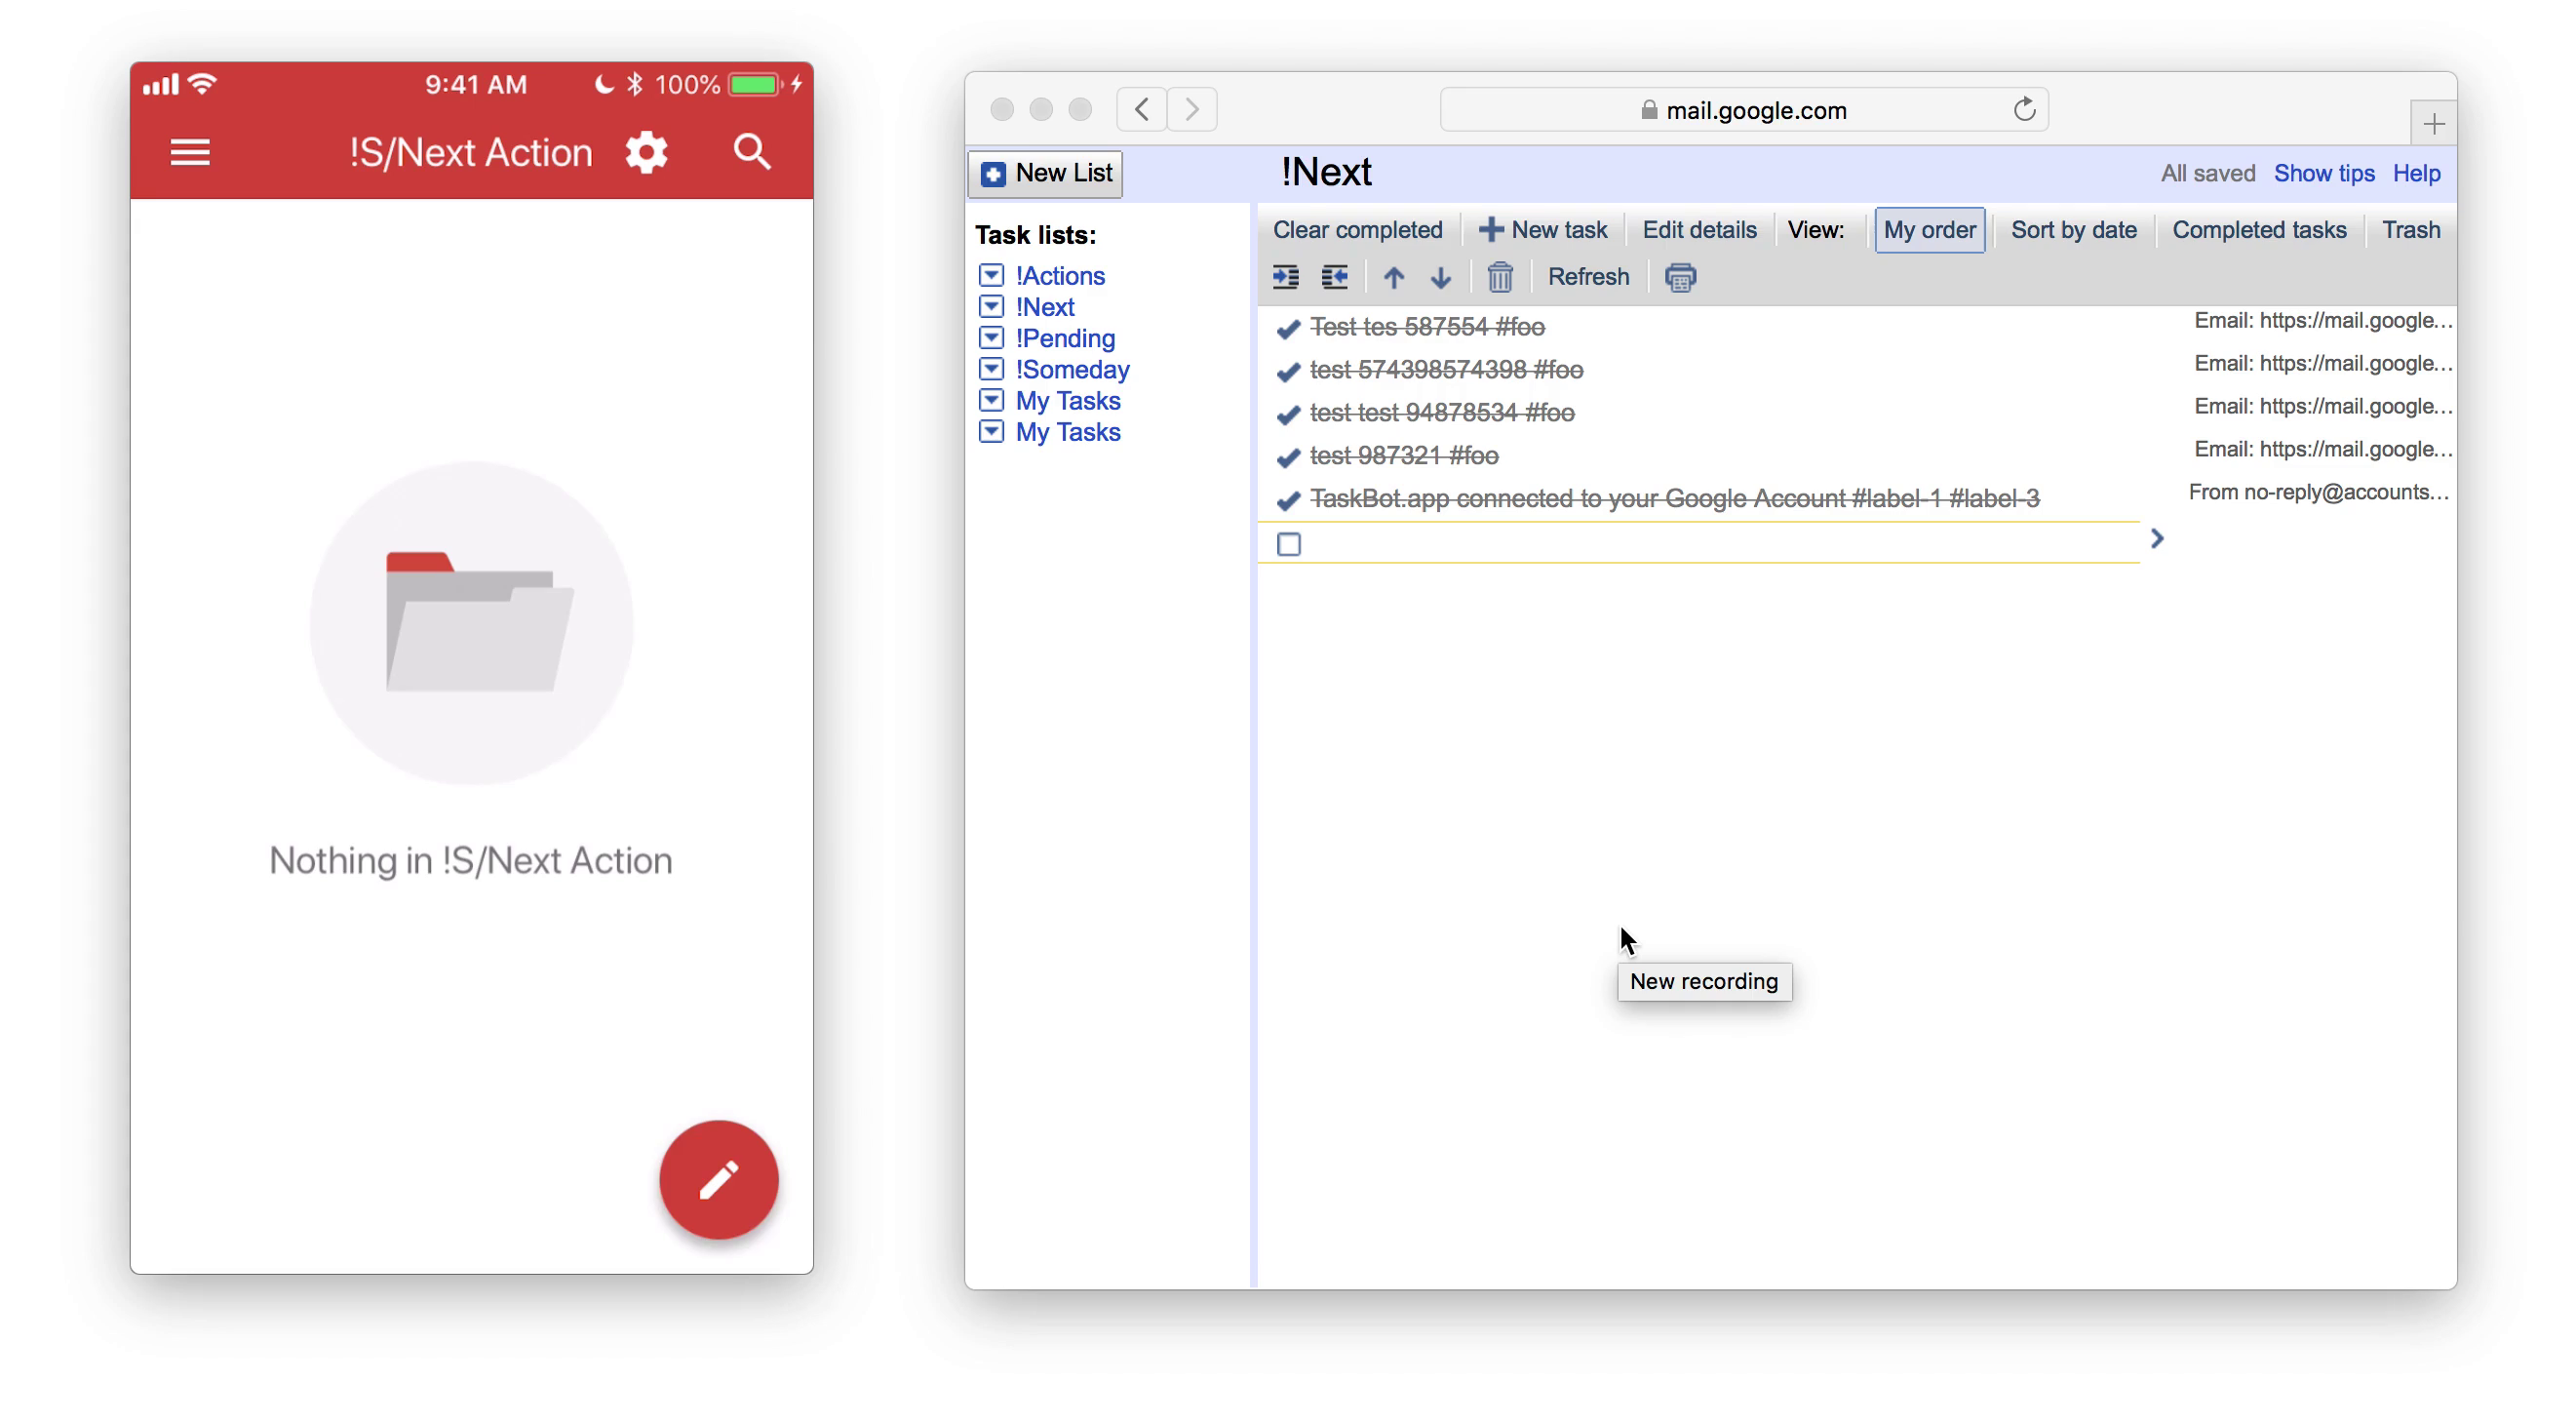 9:41 AM 100%
!S/Next Action
Nothing in !S/Next Action
mail.google.com
New List
!Next
All saved Show tips Help
Task lists:
!Actions
!Next
!Pending
!Someday
My Tasks
My Tasks
Clear completed New task Edit details View: My order Sort by date Completed tasks Trash
Refresh
Test tes 587554 #foo Email: https://mail.google...
test 574398574398 #foo Email: https://mail.google...
test test 94878534 #foo Email: https://mail.google...
test 987321 #foo Email: https://mail.google...
TaskBot.app connected to your Google Account #label-1 #label-3 From no-reply@accounts...
New recording